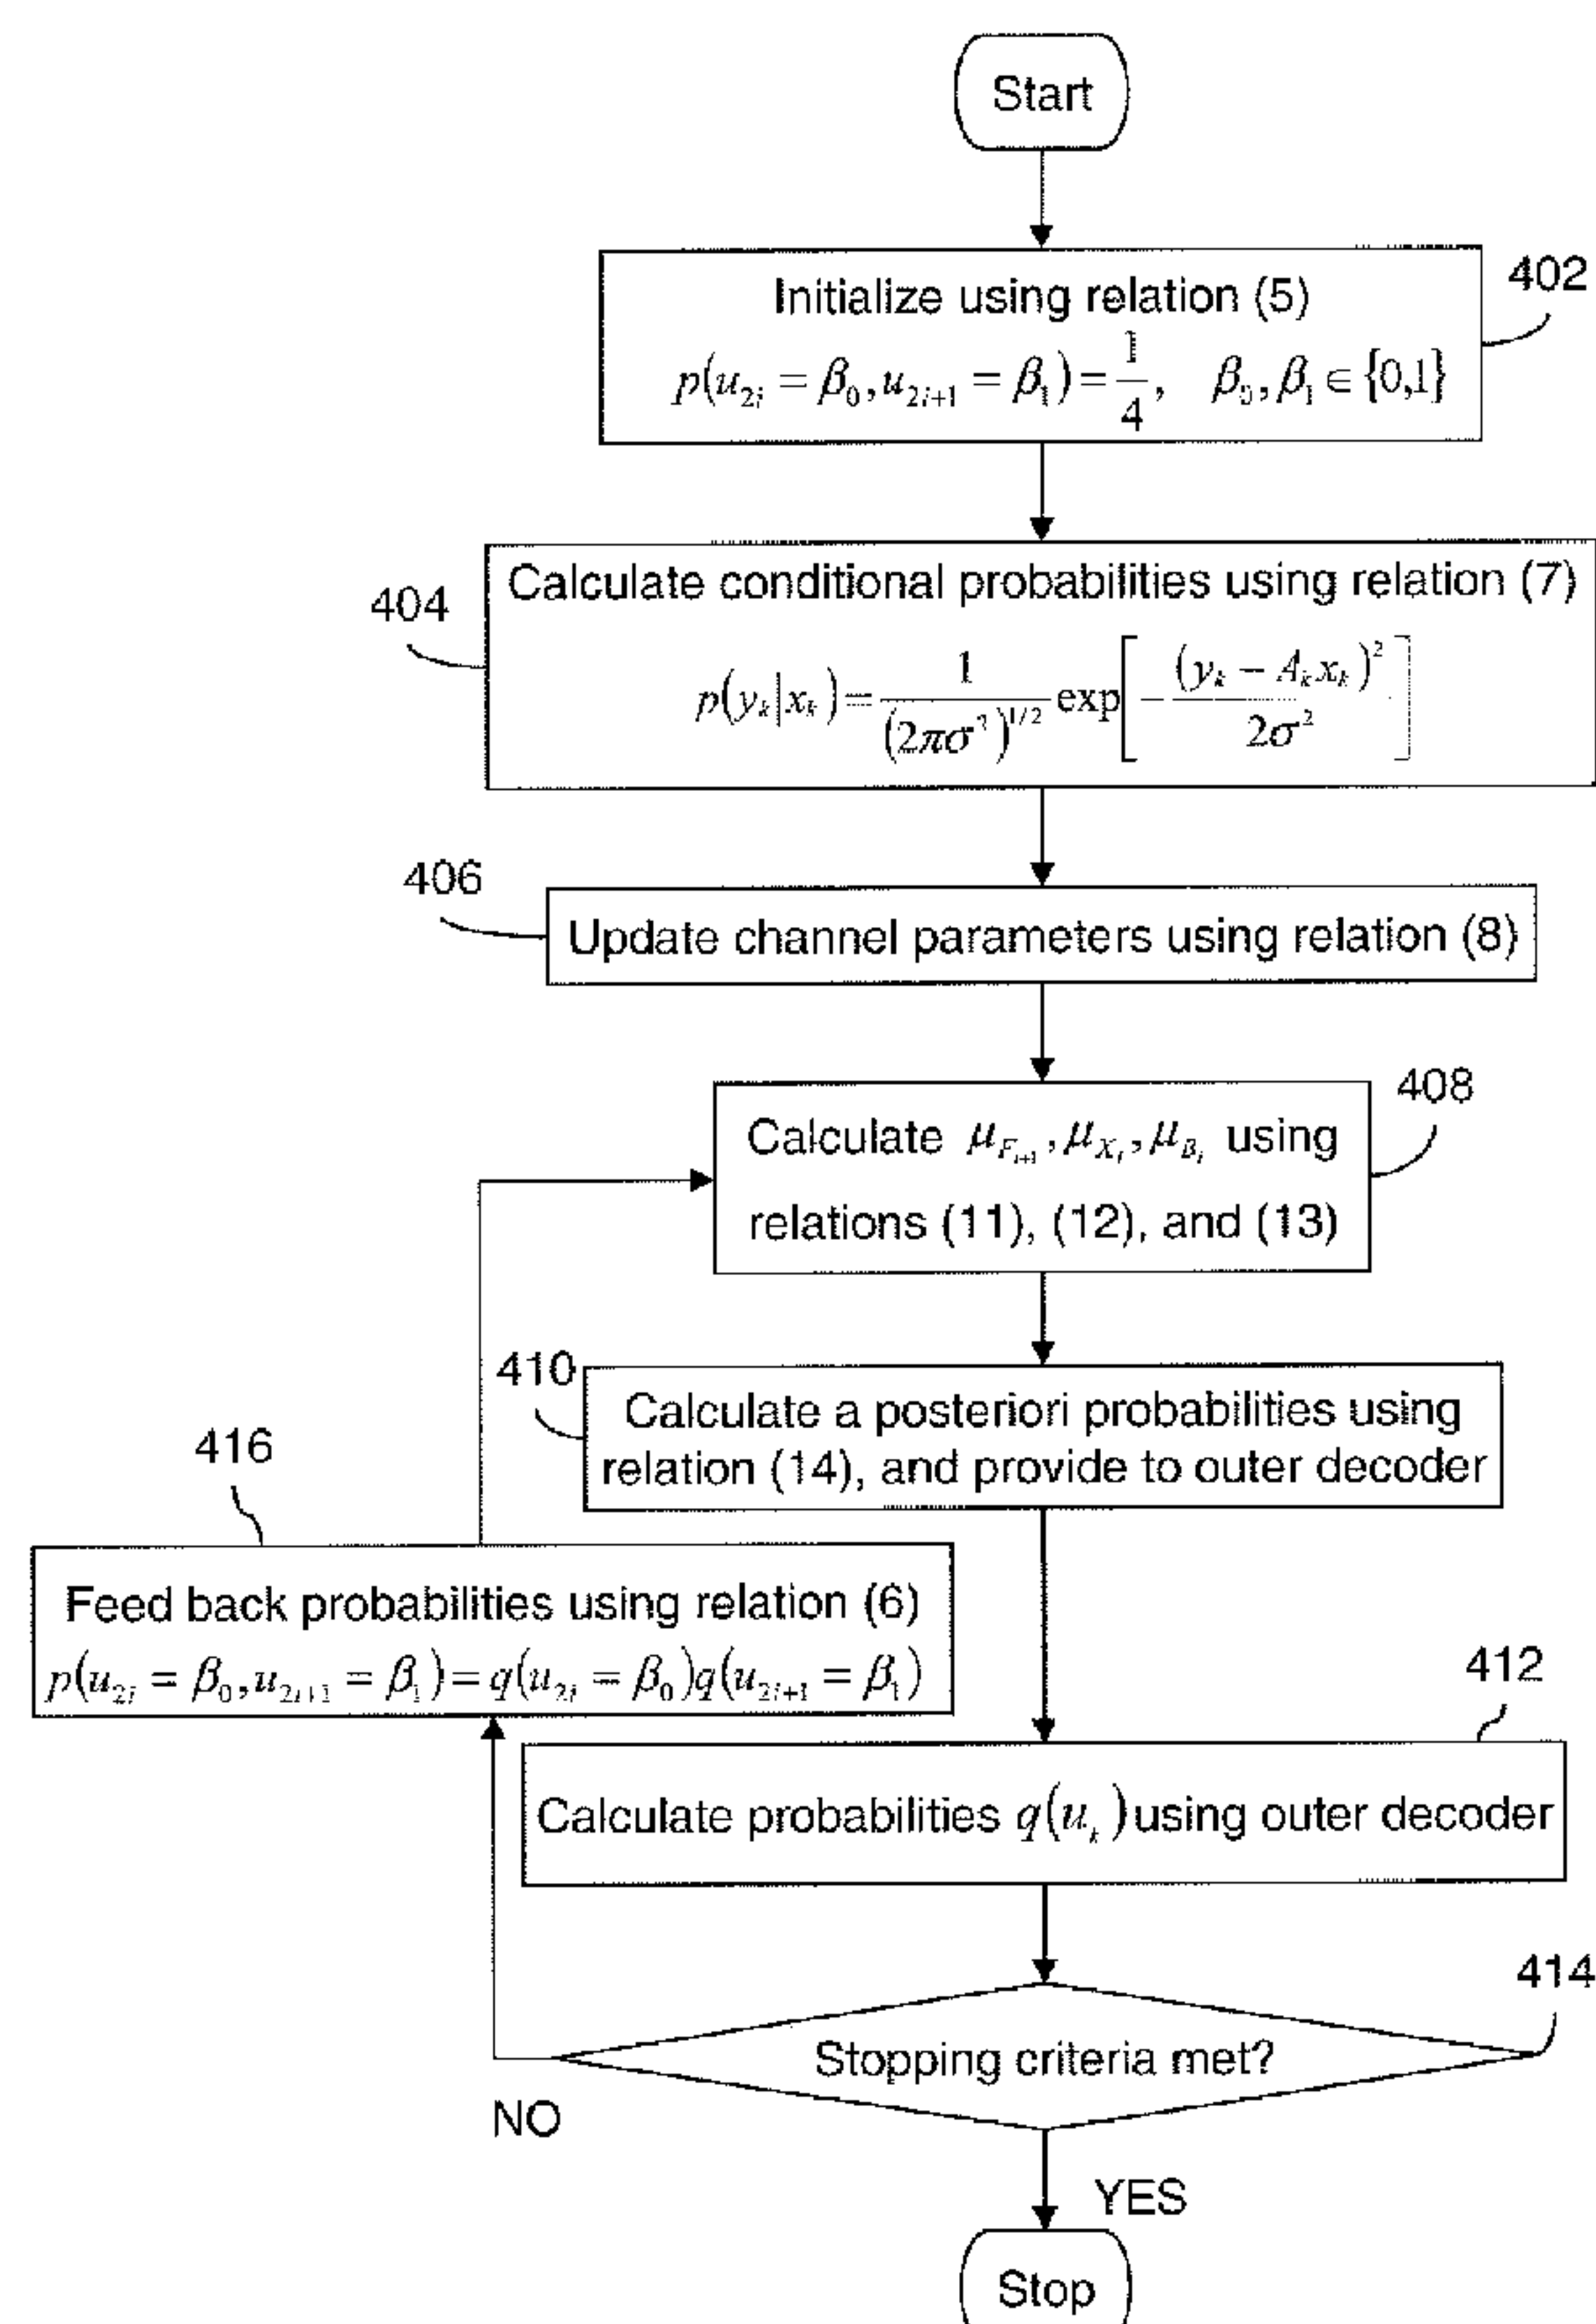 Start
402
Initialize using relation (5)
p(u_{2i} = β_0, u_{2i+1} = β_1) = 1/4, β_0, β_1 ∈ {0,1}
404
Calculate conditional probabilities using relation (7)
p(y_k|x_k) = 1/(2πσ^2)^{1/2} exp[ - (y_k - A_k x_k)^2 / 2σ^2 ]
406
Update channel parameters using relation (8)
408
Calculate μ_{F_{i+1}}, μ_{X_i}, μ_{B_i} using
relations (11), (12), and (13)
410
Calculate a posteriori probabilities using
relation (14), and provide to outer decoder
416
Feed back probabilities using relation (6)
p(u_{2i} = β_0, u_{2i+1} = β_1) = q(u_{2i} = β_0)q(u_{2i+1} = β_1)
412
Calculate probabilities q(u_k) using outer decoder
414
Stopping criteria met?
NO
YES
Stop